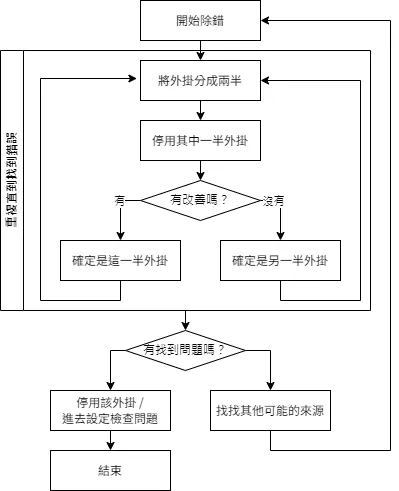 開始除錯
重複直到找到錯誤
將外掛分成兩半
停用其中一半外掛
有改善嗎？
有
沒有
確定是這一半外掛
確定是另一半外掛
有找到問題嗎？
停用該外掛 /
進去設定檢查問題
找找其他可能的來源
結束